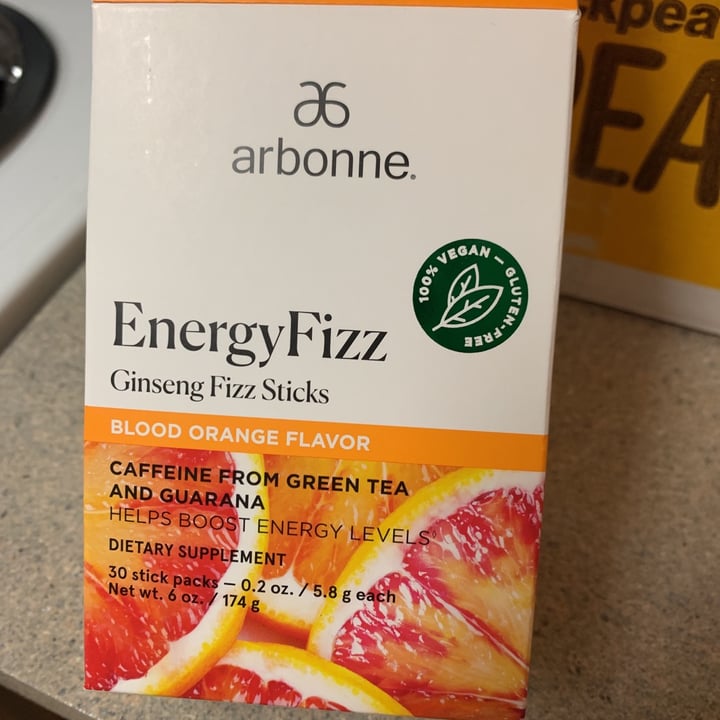 arbonne.
100% VEGAN — GLUTEN-FREE
EnergyFizz
Ginseng Fizz Sticks
BLOOD ORANGE FLAVOR
CAFFEINE FROM GREEN TEA
AND GUARANA
HELPS BOOST ENERGY LEVELS◊
DIETARY SUPPLEMENT
30 stick packs – 0.2 oz. / 5.8 g each
Net wt. 6 oz. / 174 g